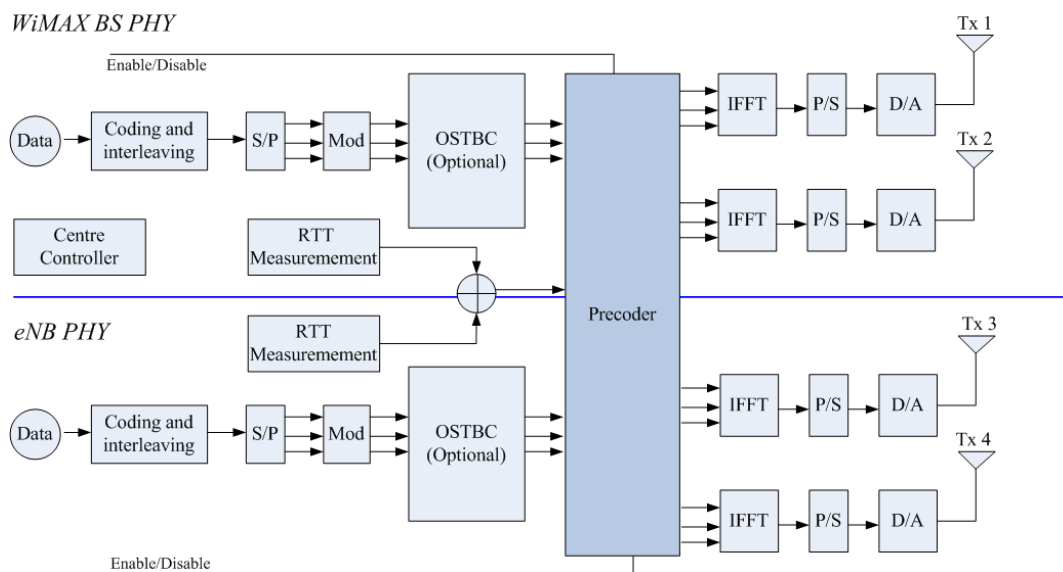 WiMAX BS PHY
Enable/Disable
Data
Coding and
interleaving
S/P
Mod
OSTBC
(Optional)
IFFT
P/S
D/A
Tx 1
IFFT
P/S
D/A
Tx 2
Centre
Controller
RTT
Measuremement
Precoder
eNB PHY
RTT
Measuremement
Data
Coding and
interleaving
S/P
Mod
OSTBC
(Optional)
IFFT
P/S
D/A
Tx 3
IFFT
P/S
D/A
Tx 4
Enable/Disable